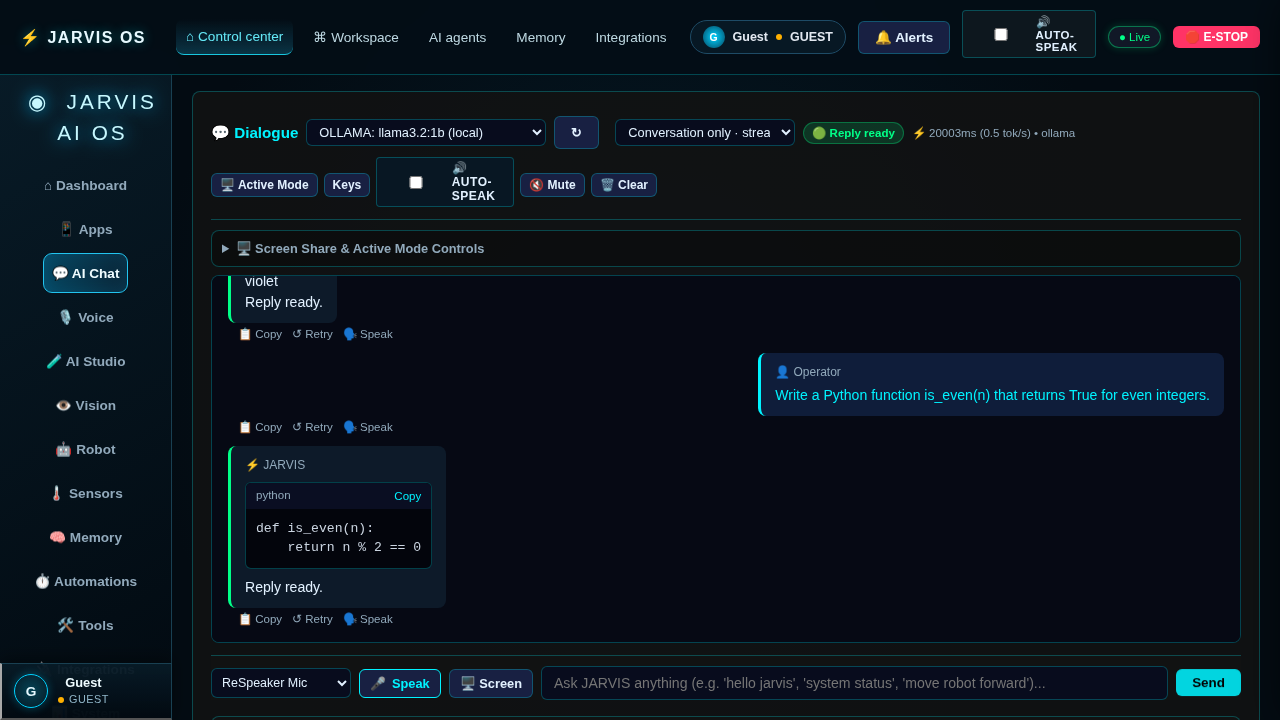 ⚡ JARVIS OS
⌂ Control center
⌘ Workspace
AI agents
Memory
Integrations
G Guest GUEST
🔔 Alerts
🔊 AUTO-SPEAK
● Live
🛑 E-STOP
◉ JARVIS
AI OS
⌂ Dashboard
📱 Apps
💬 AI Chat
🎙️ Voice
🧪 AI Studio
👁️ Vision
🤖 Robot
🌡️ Sensors
🧠 Memory
⏱️ Automations
🛠️ Tools
Integrations
G Guest
GUEST
💬 Dialogue
OLLAMA: llama3.2:1b (local)
↻
Conversation only · strea
🟢 Reply ready
⚡ 20003ms (0.5 tok/s) • ollama
🖥️ Active Mode
Keys
🔊 AUTO-SPEAK
🔇 Mute
🗑️ Clear
▶ 🖥️ Screen Share & Active Mode Controls
violet
Reply ready.
📋 Copy ↺ Retry 🗣️ Speak
👤 Operator
Write a Python function is_even(n) that returns True for even integers.
📋 Copy ↺ Retry 🗣️ Speak
⚡ JARVIS
python Copy
def is_even(n):
    return n % 2 == 0
Reply ready.
📋 Copy ↺ Retry 🗣️ Speak
ReSpeaker Mic
🎤 Speak
🖥️ Screen
Ask JARVIS anything (e.g. 'hello jarvis', 'system status', 'move robot forward')...
Send